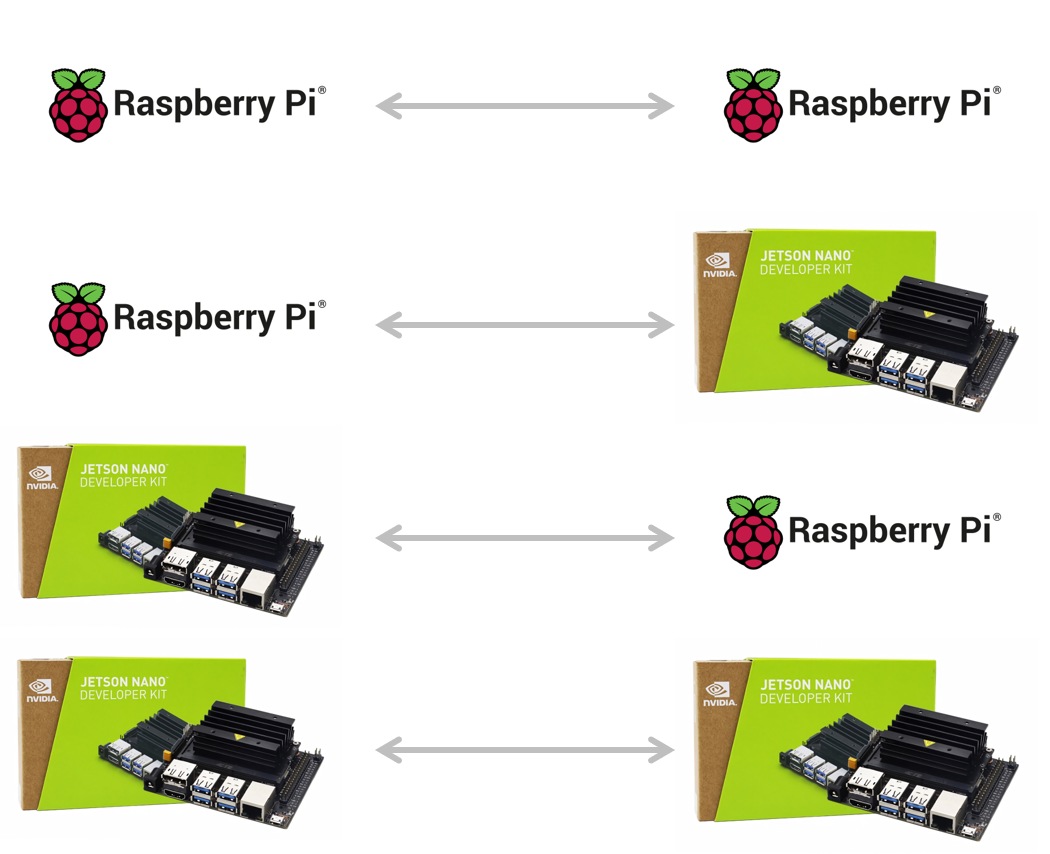 Raspberry Pi®
Raspberry Pi®
Raspberry Pi®
NVIDIA.
JETSON NANO™
DEVELOPER KIT
NVIDIA.
JETSON NANO™
DEVELOPER KIT
Raspberry Pi®
NVIDIA.
JETSON NANO™
DEVELOPER KIT
NVIDIA.
JETSON NANO™
DEVELOPER KIT